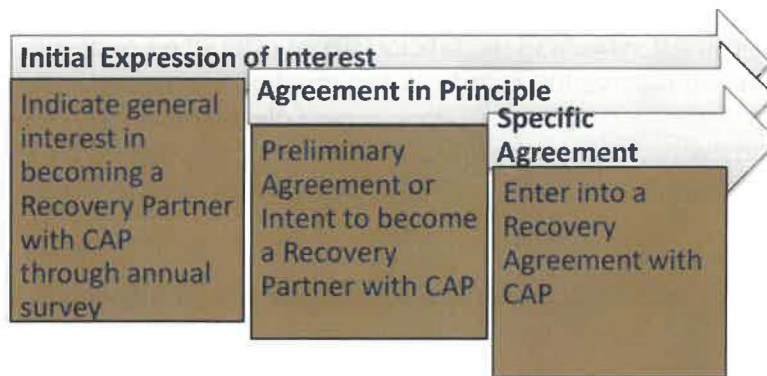 Initial Expression of Interest
Indicate general
interest in
becoming a
Recovery Partner
with CAP
through annual
survey
Agreement in Principle
Preliminary
Agreement or
Intent to become
a Recovery
Partner with CAP
Specific
Agreement
Enter into a
Recovery
Agreement with
CAP